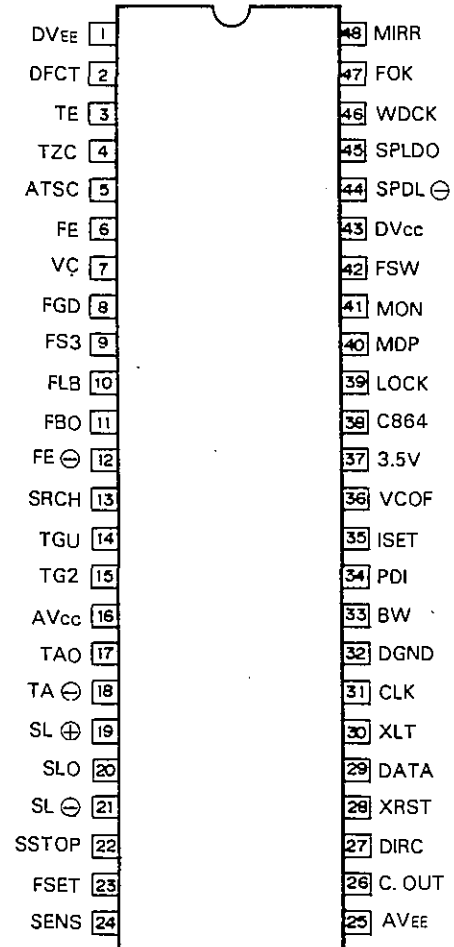 DVEE 1 48 MIRR
DFCT 2 47 FOK
TE 3 46 WDCK
TZC 4 45 SPLDO
ATSC 5 44 SPDL ⊖
FE 6 43 DVcc
VC 7 42 FSW
FGD 8 41 MON
FS3 9 40 MDP
FLB 10 39 LOCK
FBO 11 38 C864
FE ⊖ 12 37 3.5V
SRCH 13 36 VCOF
TGU 14 35 ISET
TG2 15 34 PDI
AVcc 16 33 BW
TAO 17 32 DGND
TA ⊖ 18 31 CLK
SL ⊕ 19 30 XLT
SLO 20 29 DATA
SL ⊖ 21 28 XRST
SSTOP 22 27 DIRC
FSET 23 26 C. OUT
SENS 24 25 AVEE